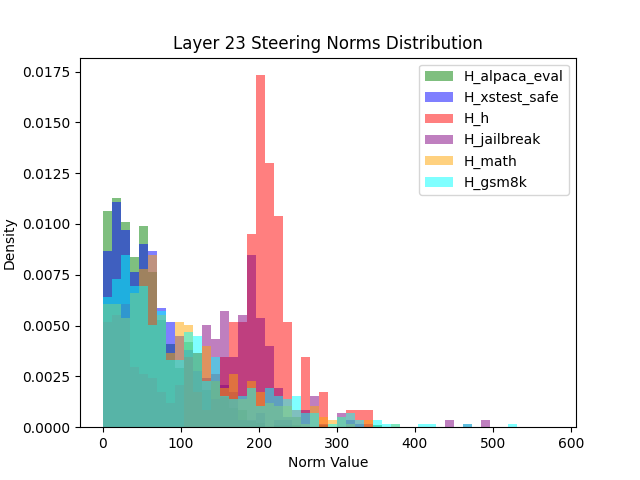 Layer 23 Steering Norms Distribution
0.0175
0.0150
0.0125
0.0100
0.0075
0.0050
0.0025
0.0000
Density
H_alpaca_eval
H_xstest_safe
H_h
H_jailbreak
H_math
H_gsm8k
0 100 200 300 400 500 600
Norm Value